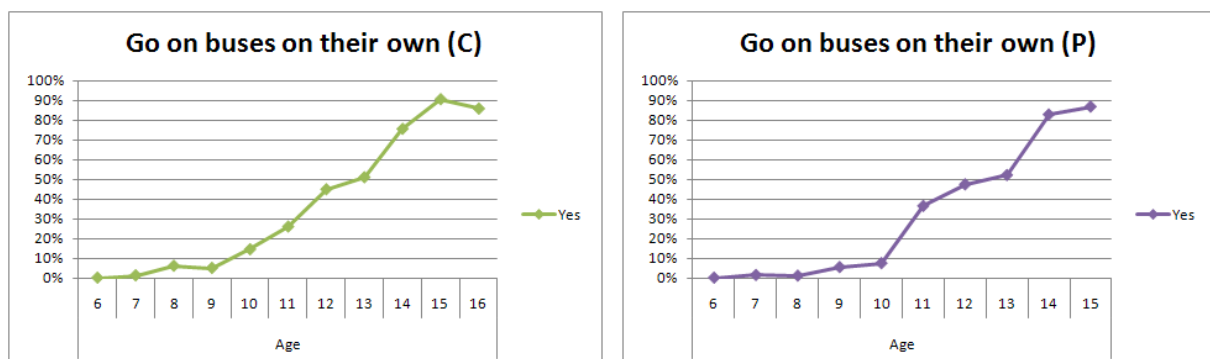 Go on buses on their own (C)
100%
90%
80%
70%
60%
50%
40%
30%
20%
10%
0%
6 7 8 9 10 11 12 13 14 15 16
Age
Yes
Go on buses on their own (P)
100%
90%
80%
70%
60%
50%
40%
30%
20%
10%
0%
6 7 8 9 10 11 12 13 14 15
Age
Yes